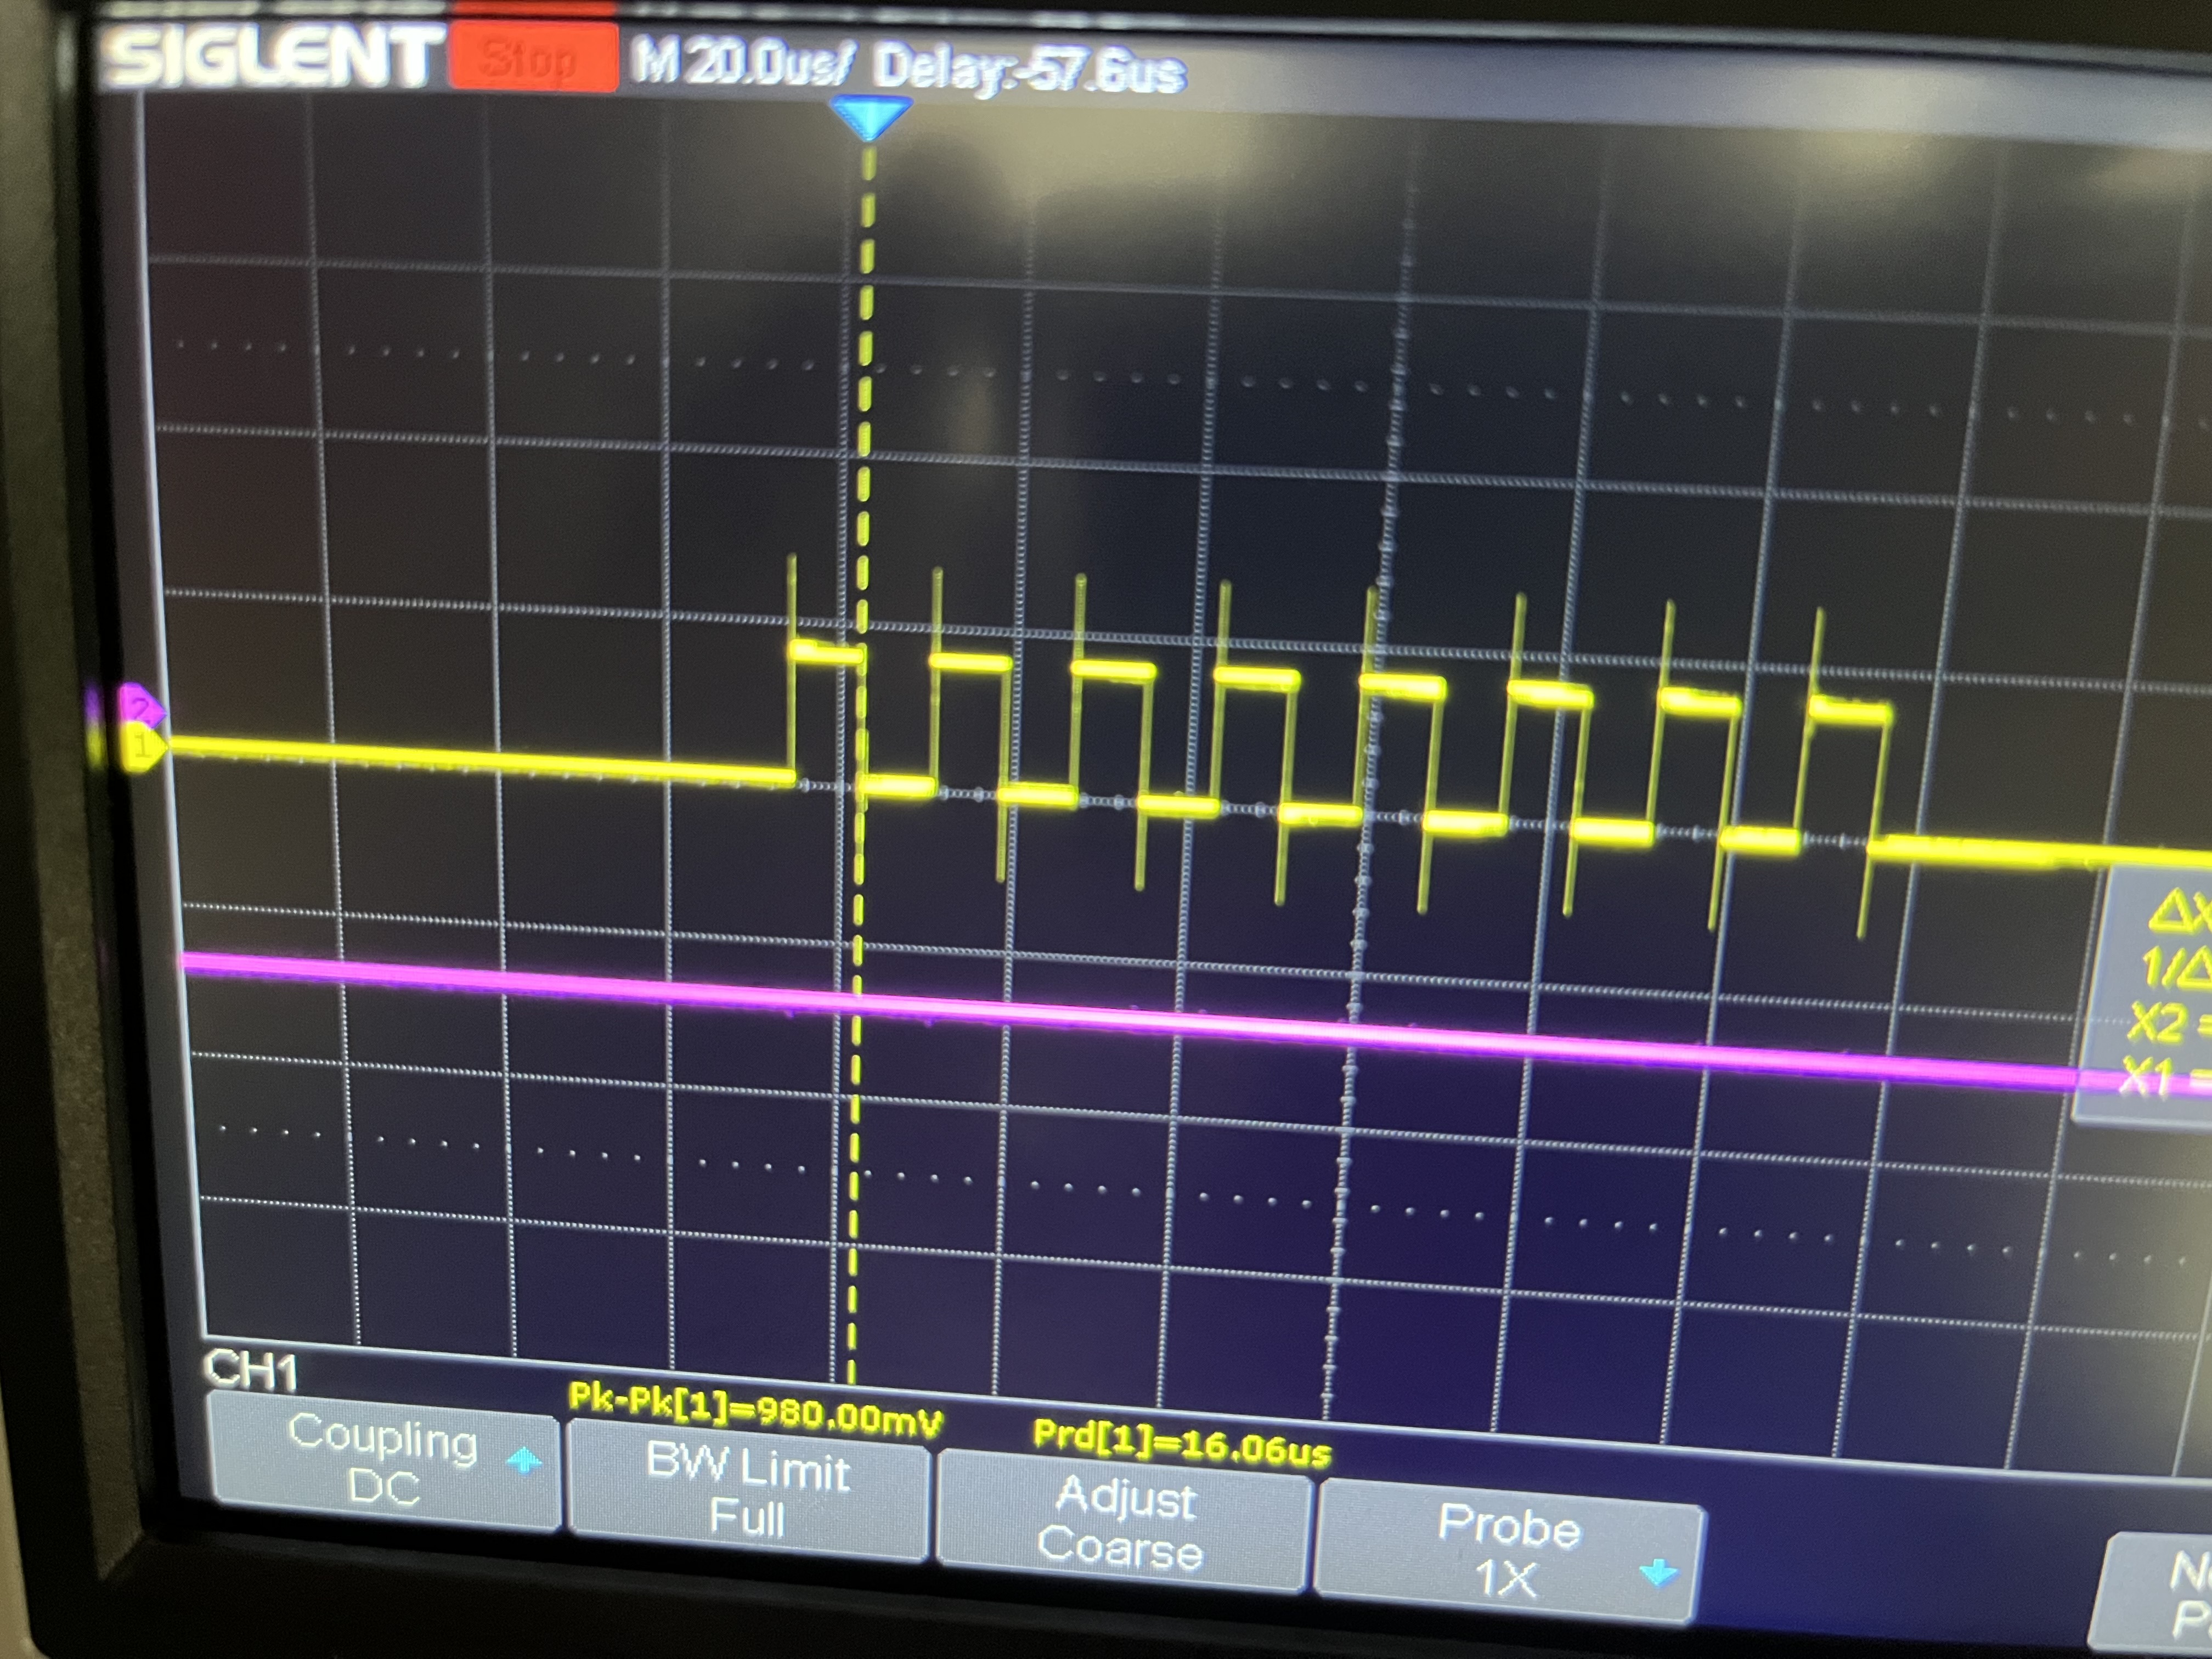 SIGLENT Stop M 20.0us/ Delay:-57.6us
2
1
ΔX
1/Δ
X2 =
X1 =
CH1
Pk-Pk[1]=980.00mV Prd[1]=16.06us
Coupling
DC
BW Limit
Full
Adjust
Coarse
Probe
1X